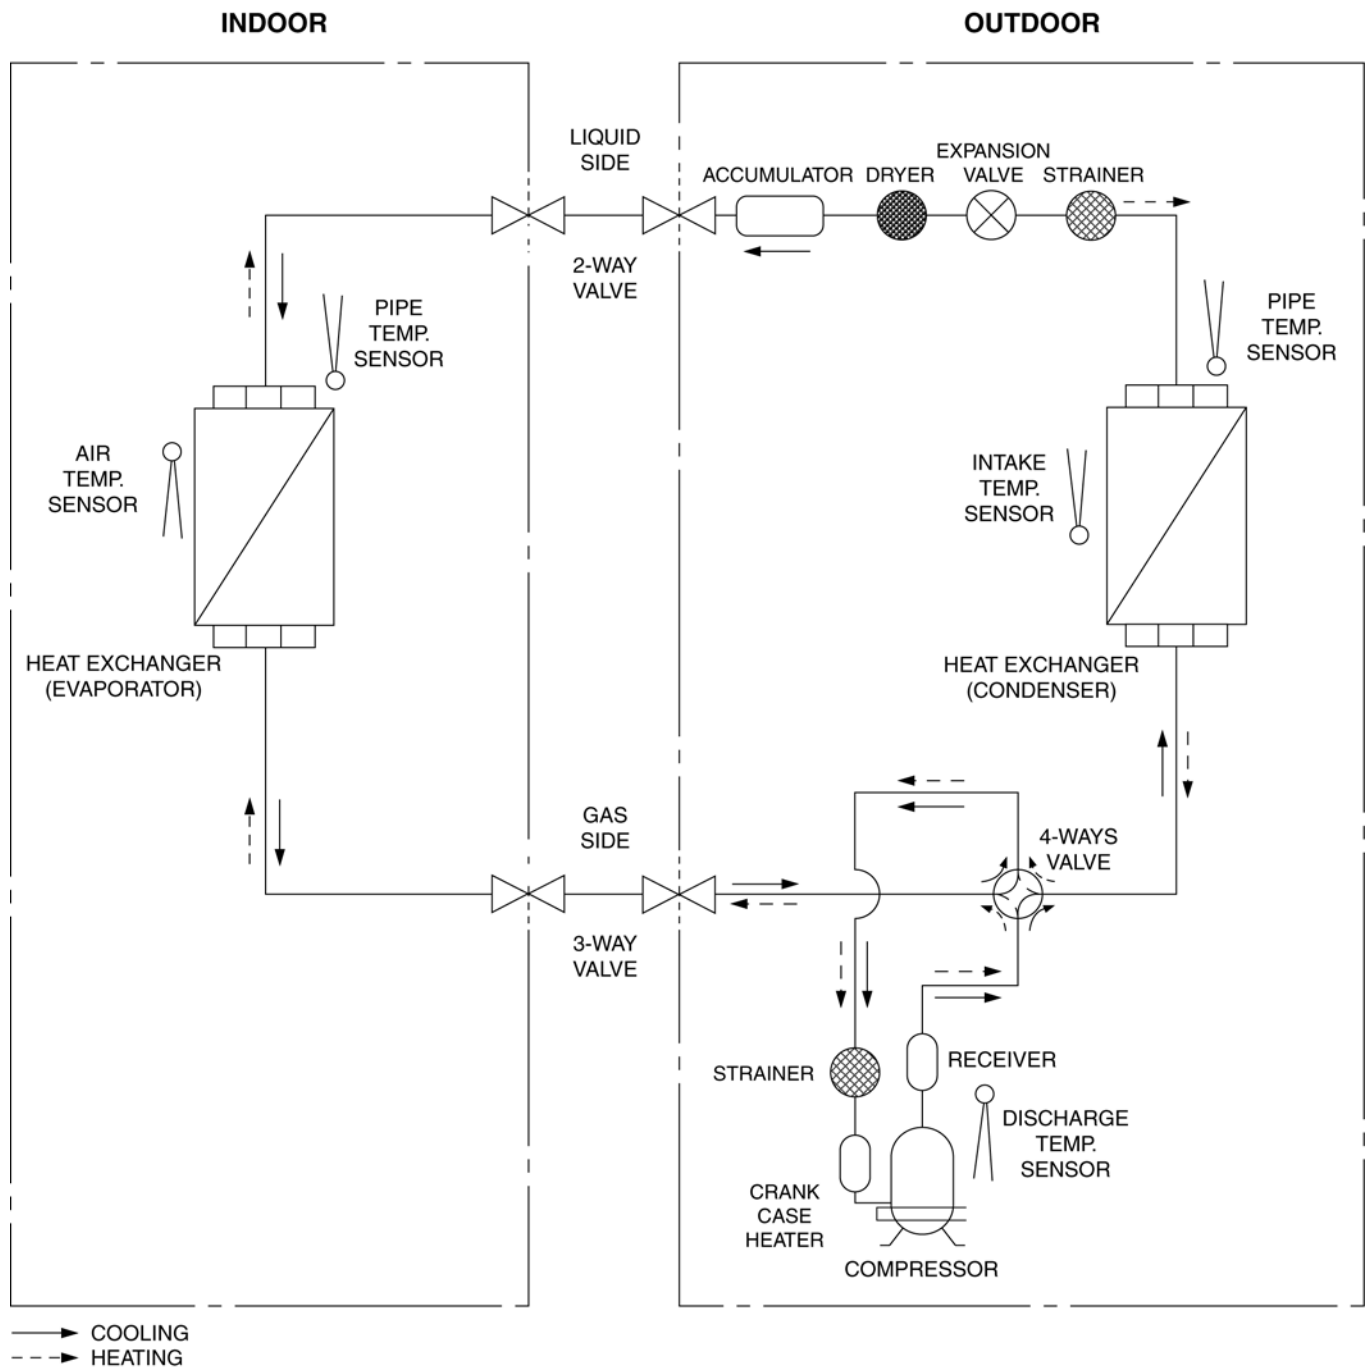 INDOOR
OUTDOOR
LIQUID
SIDE
ACCUMULATOR
DRYER
EXPANSION
VALVE
STRAINER
2-WAY
VALVE
PIPE
TEMP.
SENSOR
PIPE
TEMP.
SENSOR
AIR
TEMP.
SENSOR
INTAKE
TEMP.
SENSOR
HEAT EXCHANGER
(EVAPORATOR)
HEAT EXCHANGER
(CONDENSER)
GAS
SIDE
4-WAYS
VALVE
3-WAY
VALVE
STRAINER
RECEIVER
DISCHARGE
TEMP.
SENSOR
CRANK
CASE
HEATER
COMPRESSOR
COOLING
HEATING